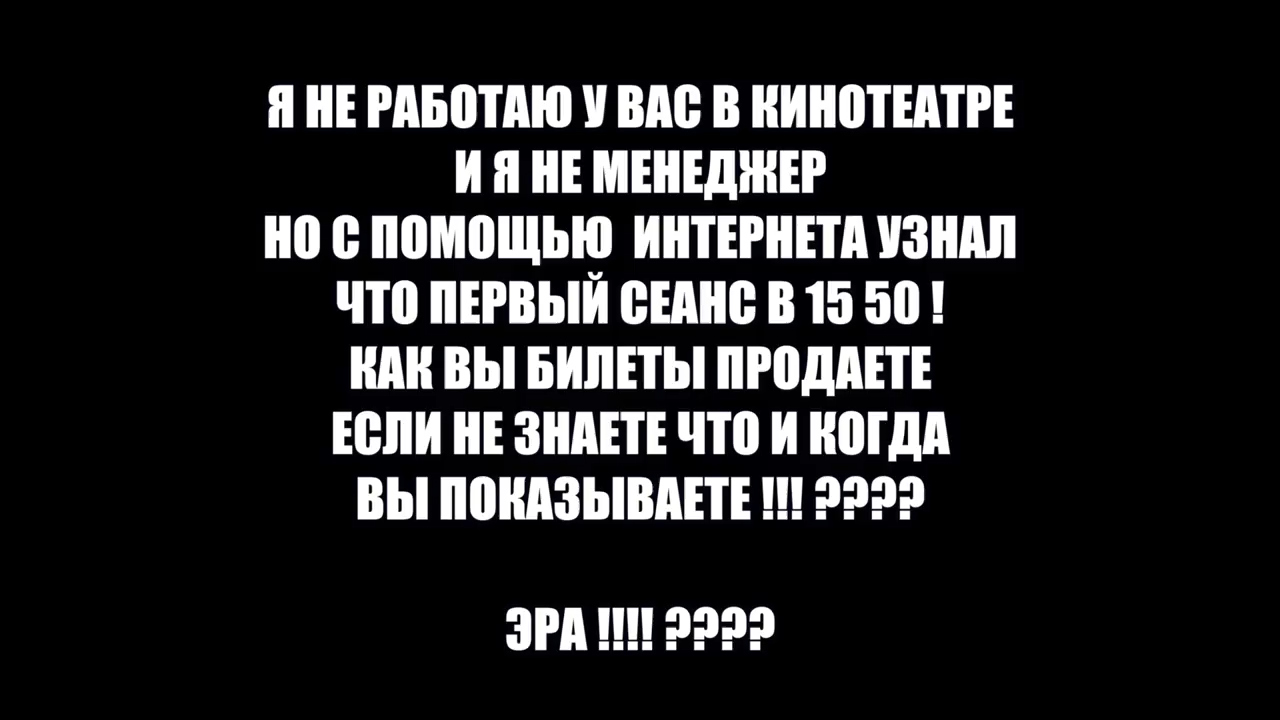 Я НЕ РАБОТАЮ У ВАС В КИНОТЕАТРЕ
И Я НЕ МЕНЕДЖЕР
НО С ПОМОЩЬЮ ИНТЕРНЕТА УЗНАЛ
ЧТО ПЕРВЫЙ СЕАНС В 15 50 !
КАК ВЫ БИЛЕТЫ ПРОДАЕТЕ
ЕСЛИ НЕ ЗНАЕТЕ ЧТО И КОГДА
ВЫ ПОКАЗЫВАЕТЕ !!! ????
ЭРА !!!! ????